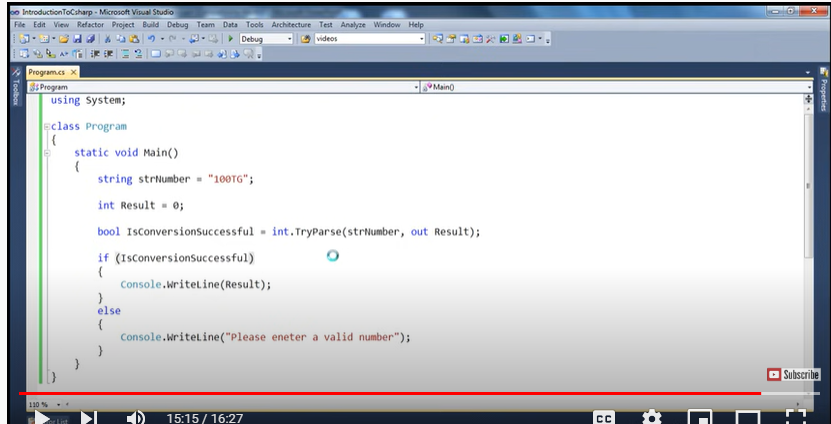 IntroductionToCsharp - Microsoft Visual Studio
File Edit View Refactor Project Build Debug Team Data Tools Architecture Test Analyze Window Help
Debug videos
Program.cs X
Toolbox
Properties
Program Main()
using System;
class Program
{
static void Main()
{
string strNumber = "100TG";
int Result = 0;
bool IsConversionSuccessful = int.TryParse(strNumber, out Result);
if (IsConversionSuccessful)
{
Console.WriteLine(Result);
}
else
{
Console.WriteLine("Please eneter a valid number");
}
}
}
Subscribe
110 %
15:15 / 16:27
CC